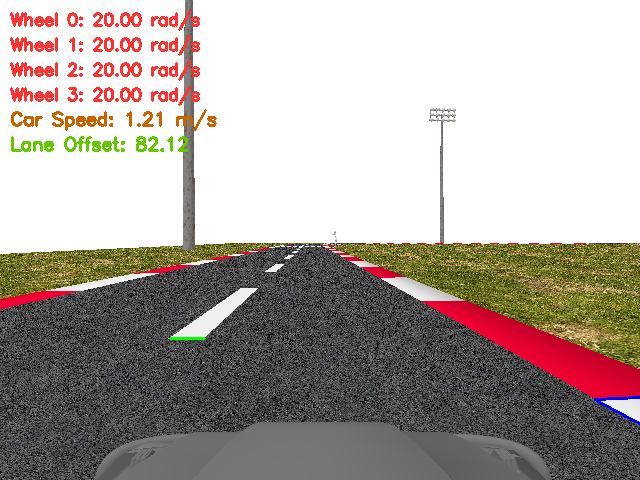 Wheel 0: 20.00 rad/s
Wheel 1: 20.00 rad/s
Wheel 2: 20.00 rad/s
Wheel 3: 20.00 rad/s
Car Speed: 1.21 m/s
Lane Offset: 82.12